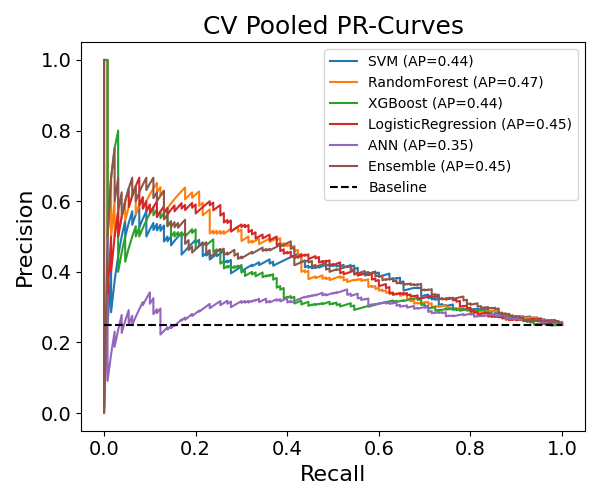 CV Pooled PR-Curves
Precision
1.0
0.8
0.6
0.4
0.2
0.0
SVM (AP=0.44)
RandomForest (AP=0.47)
XGBoost (AP=0.44)
LogisticRegression (AP=0.45)
ANN (AP=0.35)
Ensemble (AP=0.45)
Baseline
0.0 0.2 0.4 0.6 0.8 1.0
Recall